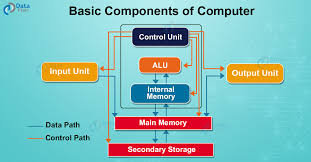 Data
Flair
Basic Components of Computer
Control Unit
Input Unit
ALU
Output Unit
Internal
Memory
Data Path
Main Memory
Control Path
Secondary Storage